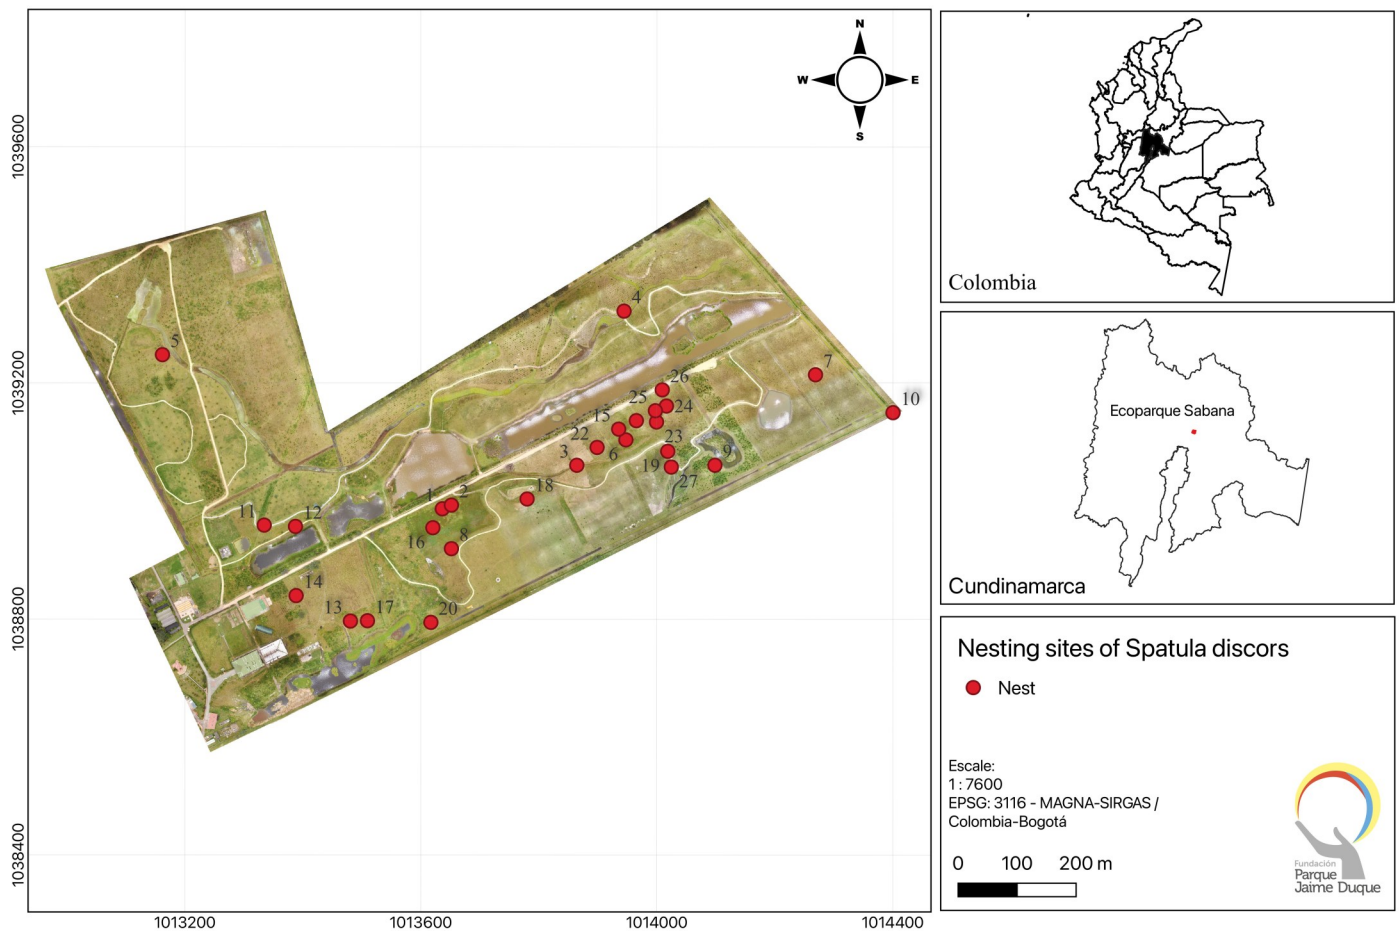 N
W
E
S
1039600
1039200
1038800
1038400
1013200
1013600
1014000
1014400
4
5
7
26
10
25
24
15
22
23
3
6
9
19
27
18
2
1
11
12
16
8
14
13
17
20
Colombia
Ecoparque Sabana
Cundinamarca
Nesting sites of Spatula discors
Nest
Escale:
1 : 7600
EPSG: 3116 - MAGNA-SIRGAS /
Colombia-Bogotá
0 100 200 m
Fundación
Parque
Jaime Duque